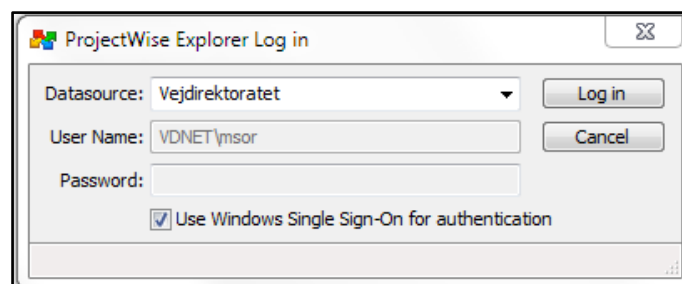 ProjectWise Explorer Log in
Datasource: Vejdirektoratet Log in
User Name: VDNET\msor Cancel
Password:
Use Windows Single Sign-On for authentication